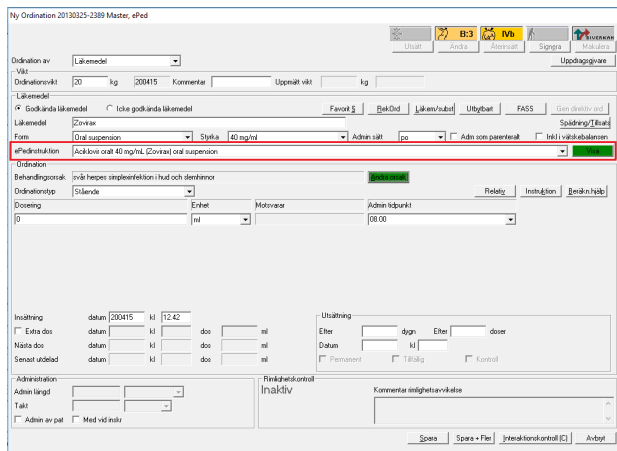 Ny Ordination 20130325-2389 Master, ePed
B:3 IVb
Utsätt Ändra Återinsätt Signera Makulera
Ordination av Läkemedel Uppdragsgivare
Vikt
Ordinationsvikt 20 kg 200415 Kommentar Uppmätt vikt kg
Läkemedel
Godkända läkemedel Icke godkända läkemedel Favorit S RekOrd Läkem/subst Utbytbart FASS Gen direktiv ord
Läkemedel Zovirax Spädning/Tillsats
Form Oral suspension Styrka 40 mg/ml Admin sätt po Adm som parenteralt Inkl i vätskebalansen
ePedinstruktion Aciklovir oralt 40 mg/mL (Zovirax) oral suspension Visa
Ordination
Behandlingsorsak svår herpes simplexinfektion i hud och slemhinnor Ändra orsak
Ordinationstyp Stående Relativ Instruktion Beräkn.hjälp
Dosering Enhet Motsvarar Admin tidpunkt
0 ml 08.00
Insättning datum 200415 kl 12.42 Utsättning
Extra dos datum kl dos ml Efter dygn Efter doser
Nästa dos datum kl dos ml Datum kl
Senast utdelad datum kl dos ml Permanent Tillfällig Kontroll
Administration Rimlighetskontroll
Admin längd Inaktiv Kommentar rimlighetsavvikelse
Takt
Admin av pat Med vid inskr
Spara Spara + Fler Interaktionskontroll (C) Avbryt